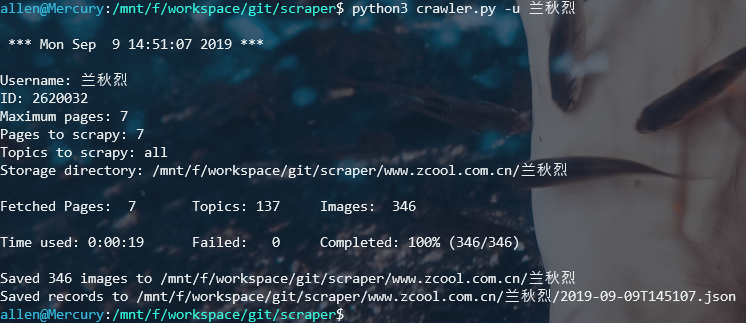 allen@Mercury:/mnt/f/workspace/git/scraper$ python3 crawler.py -u 兰秋烈
*** Mon Sep  9 14:51:07 2019 ***
Username: 兰秋烈
ID: 2620032
Maximum pages: 7
Pages to scrapy: 7
Topics to scrapy: all
Storage directory: /mnt/f/workspace/git/scraper/www.zcool.com.cn/兰秋烈
Fetched Pages:  7       Topics: 137     Images:  346
Time used: 0:00:19      Failed:   0     Completed: 100% (346/346)
Saved 346 images to /mnt/f/workspace/git/scraper/www.zcool.com.cn/兰秋烈
Saved records to /mnt/f/workspace/git/scraper/www.zcool.com.cn/兰秋烈/2019-09-09T145107.json
allen@Mercury:/mnt/f/workspace/git/scraper$